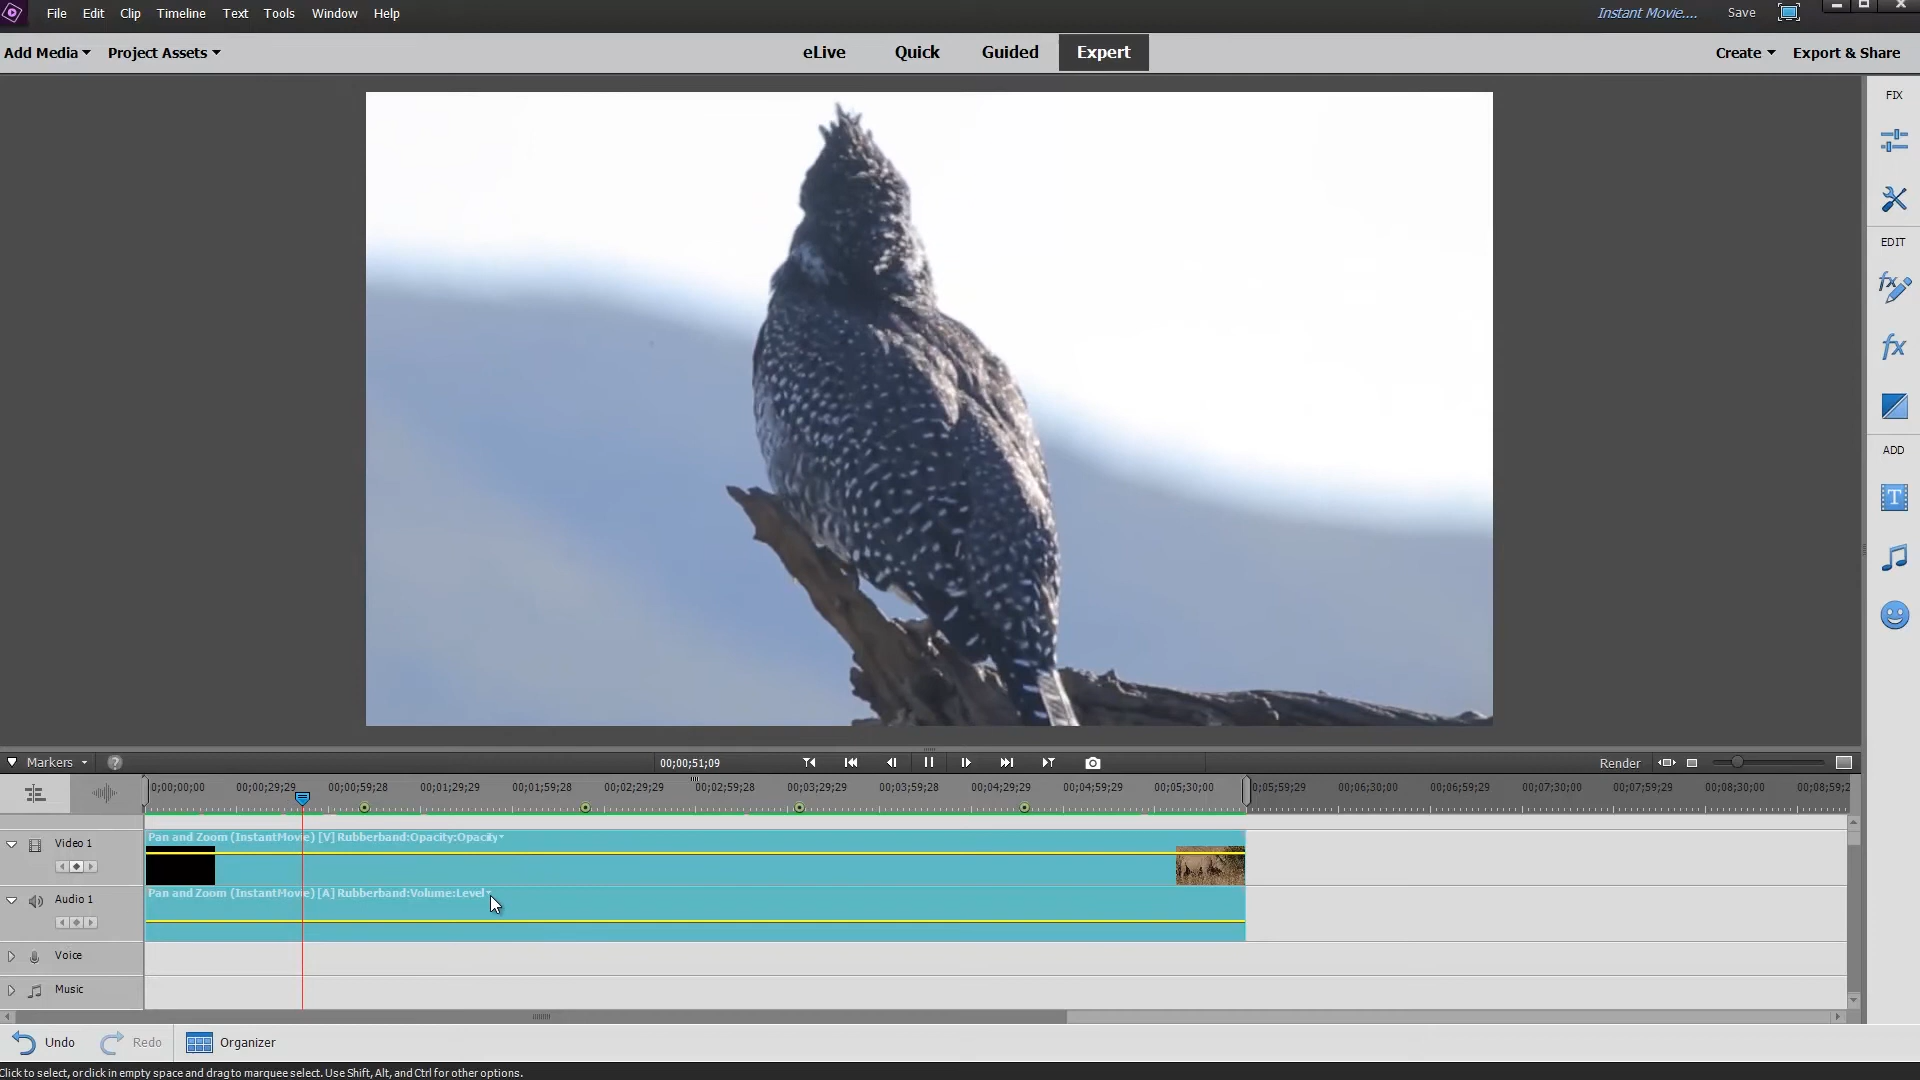 File Edit Clip Timeline Text Tools Window Help
Instant Movie.... Save
Add Media Project Assets
eLive Quick Guided Expert
Create Export & Share
FIX
EDIT
ADD
Markers ? 00;00;51;09 Render
0;00;00;00 00;00;29;29 00;00;59;28 00;01;29;29 00;01;59;28 00;02;29;29 00;02;59;28 00;03;29;29 00;03;59;28 00;04;29;29 00;04;59;29 00;05;30;00 00;05;59;29 00;06;30;00 00;06;59;29 00;07;30;00 00;07;59;29 00;08;30;00 00;08;59;2
Video 1
Pan and Zoom (InstantMovie) [V] Rubberband:Opacity:Opacity
Audio 1
Pan and Zoom (InstantMovie) [A] Rubberband:Volume:Level
Voice
Music
Undo Redo Organizer
Click to select, or click in empty space and drag to marquee select. Use Shift, Alt, and Ctrl for other options.